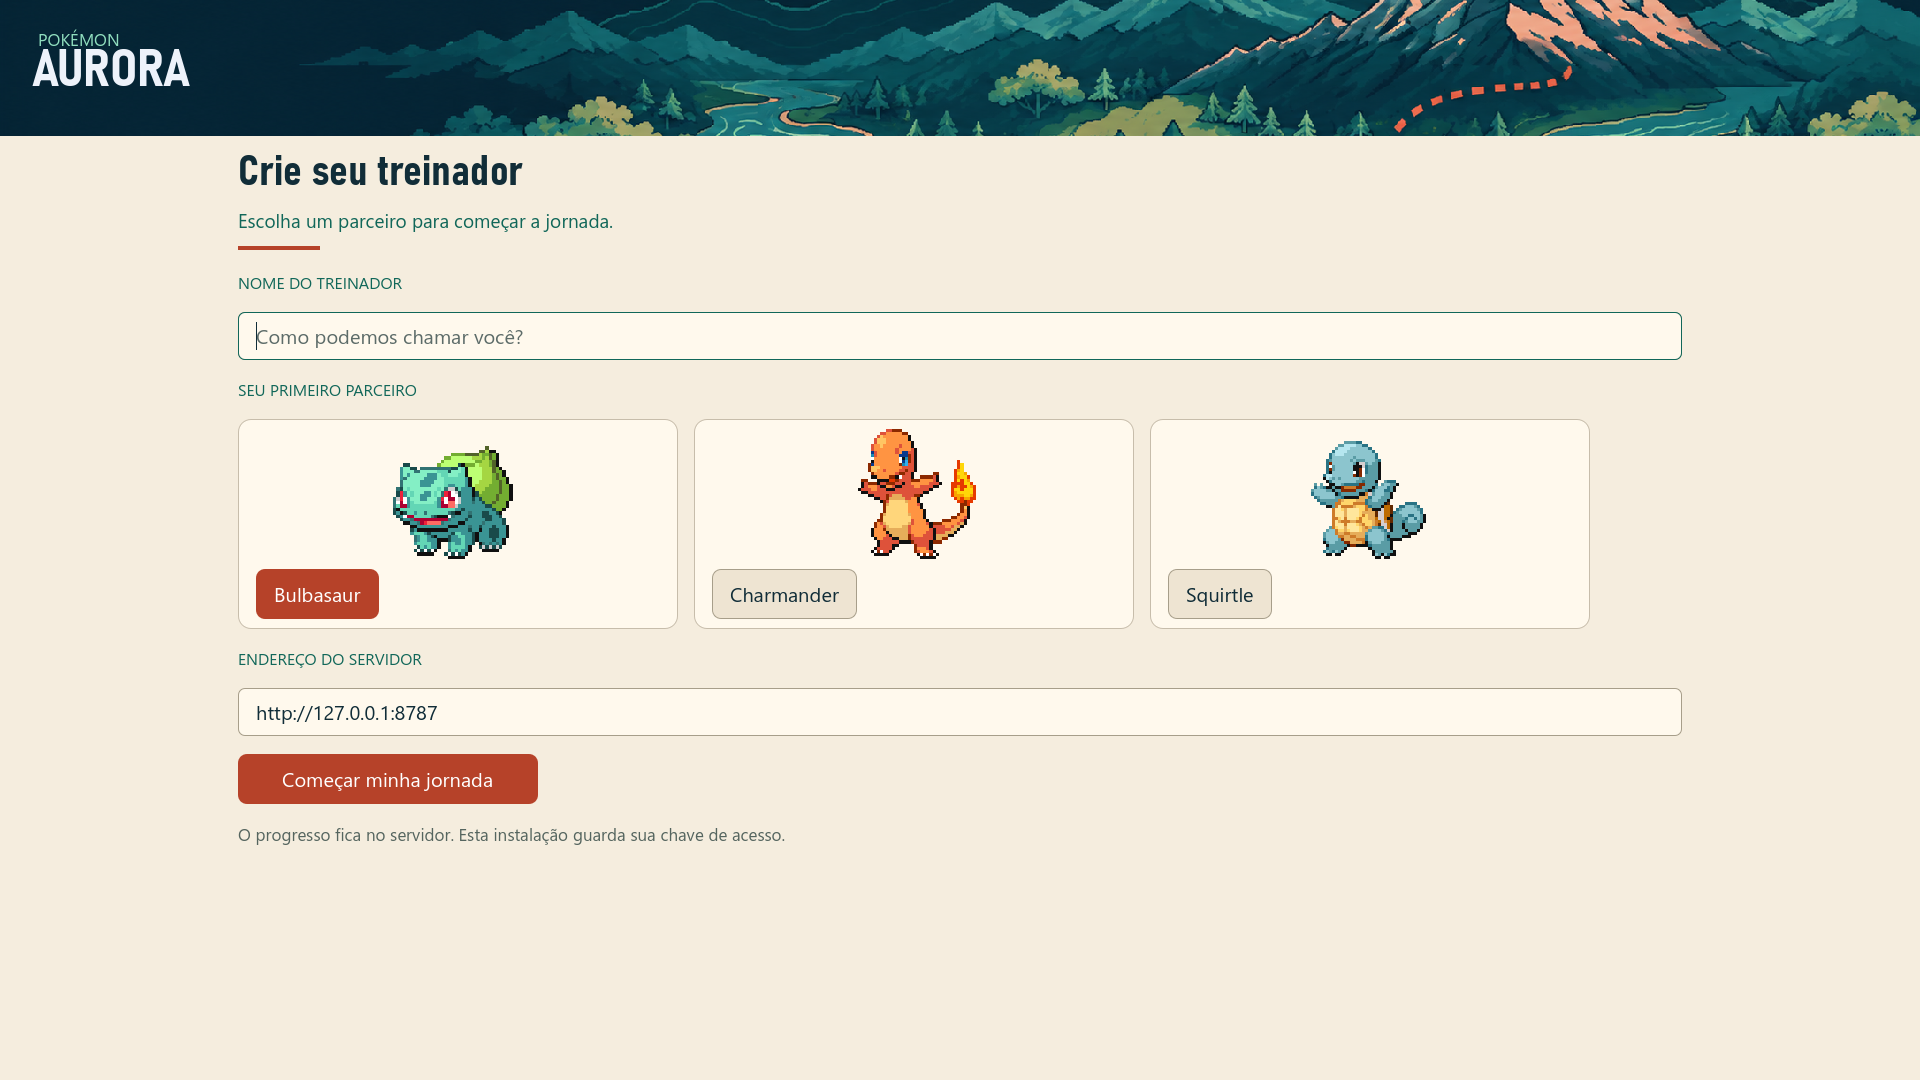 POKÉMON
AURORA
Crie seu treinador
Escolha um parceiro para começar a jornada.
NOME DO TREINADOR
Como podemos chamar você?
SEU PRIMEIRO PARCEIRO
Bulbasaur
Charmander
Squirtle
ENDEREÇO DO SERVIDOR
http://127.0.0.1:8787
Começar minha jornada
O progresso fica no servidor. Esta instalação guarda sua chave de acesso.